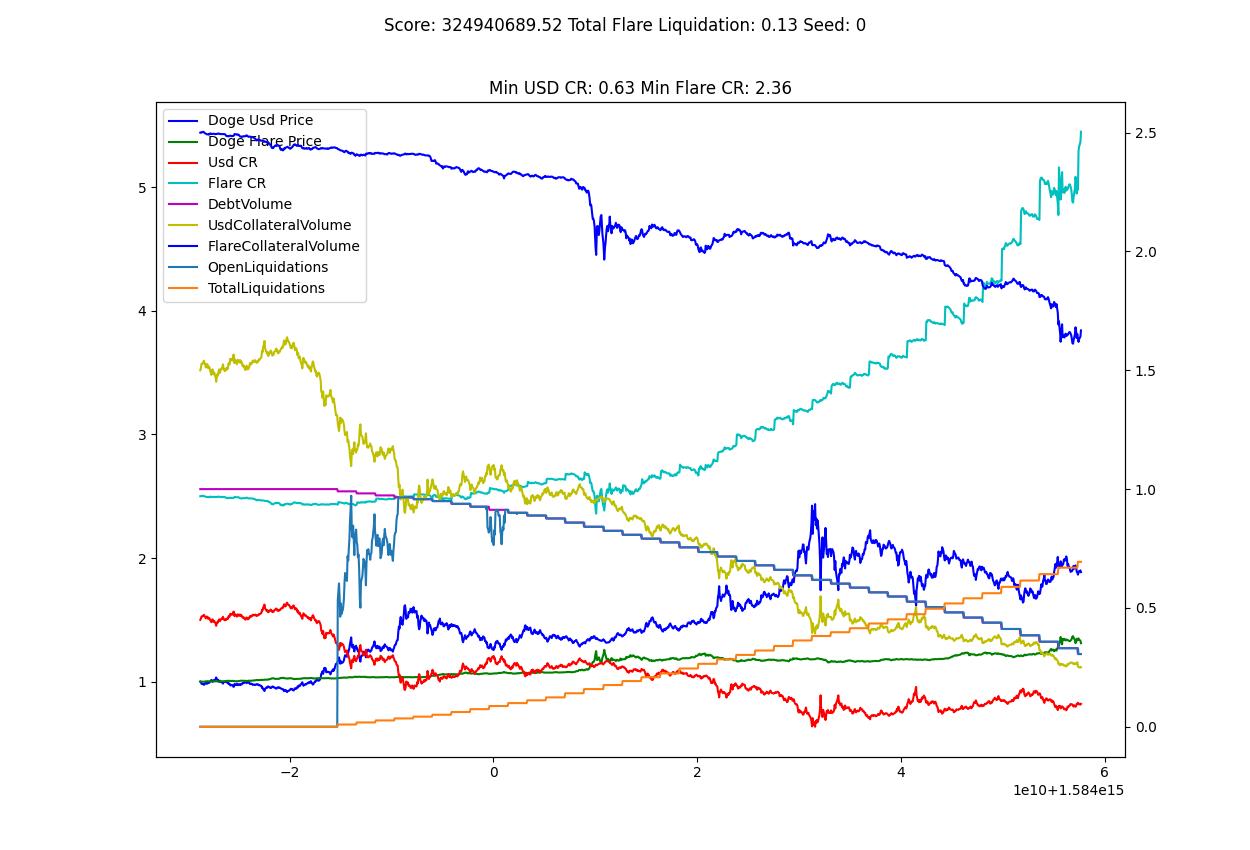 Score: 324940689.52 Total Flare Liquidation: 0.13 Seed: 0
Min USD CR: 0.63 Min Flare CR: 2.36
Doge Usd Price
Doge Flare Price
Usd CR
Flare CR
DebtVolume
UsdCollateralVolume
FlareCollateralVolume
OpenLiquidations
TotalLiquidations
5
4
3
2
1
2.5
2.0
1.5
1.0
0.5
0.0
−2 0 2 4 6
1e10+1.584e15